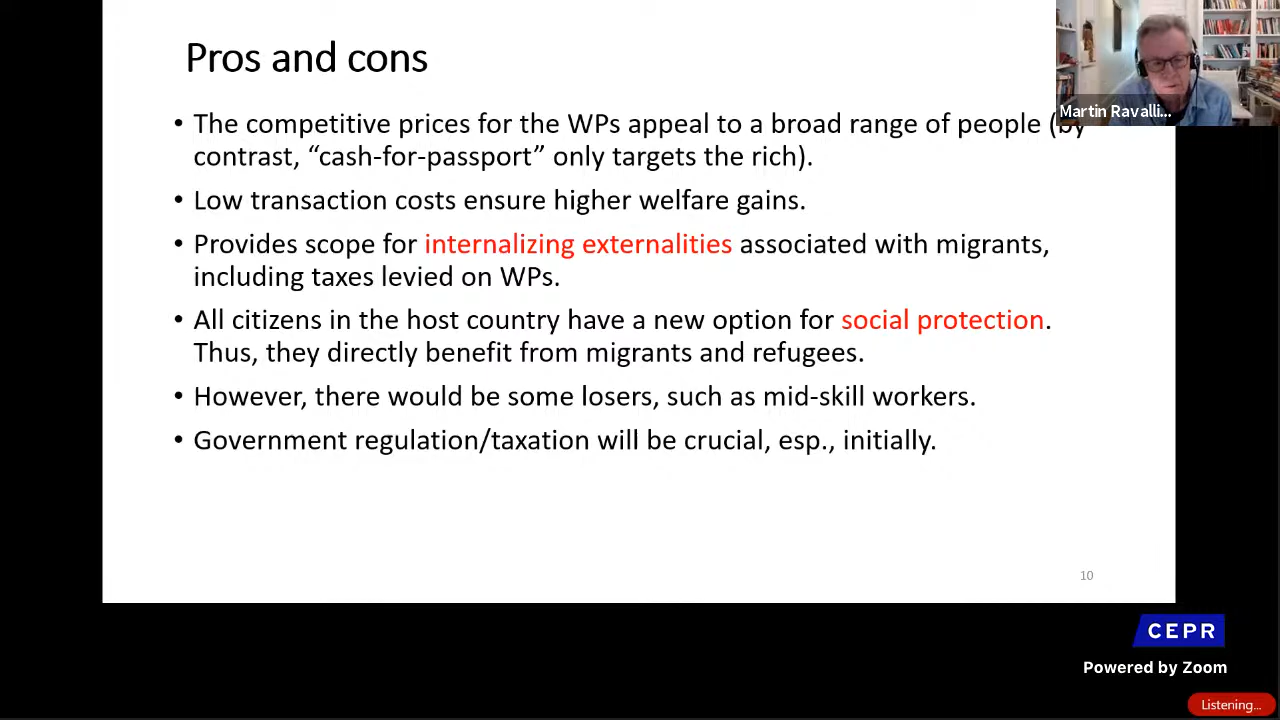 Pros and cons
Martin Ravalli...
• The competitive prices for the WPs appeal to a broad range of people (by
contrast, “cash-for-passport” only targets the rich).
• Low transaction costs ensure higher welfare gains.
• Provides scope for internalizing externalities associated with migrants,
including taxes levied on WPs.
• All citizens in the host country have a new option for social protection.
Thus, they directly benefit from migrants and refugees.
• However, there would be some losers, such as mid-skill workers.
• Government regulation/taxation will be crucial, esp., initially.
10
CEPR
Powered by Zoom
Listening...